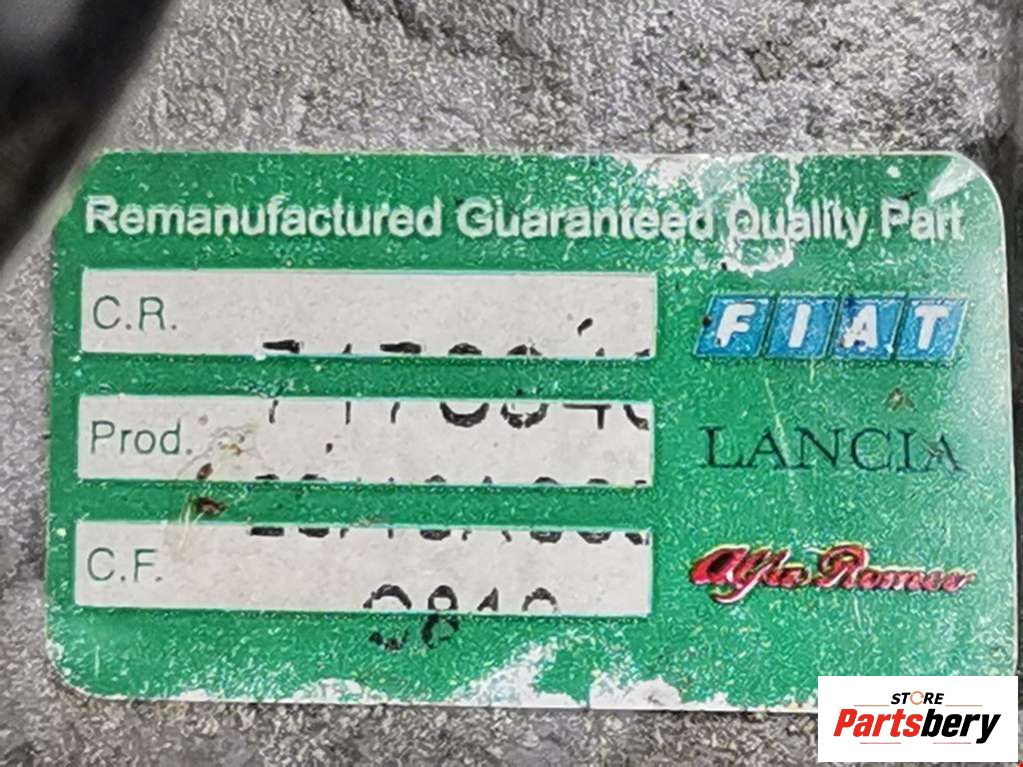 Remanufactured Guaranteed Quality Part
C.R.
FIAT
Prod.
LANCIA
C.F.
Alfa Romeo
STORE
Partsbery